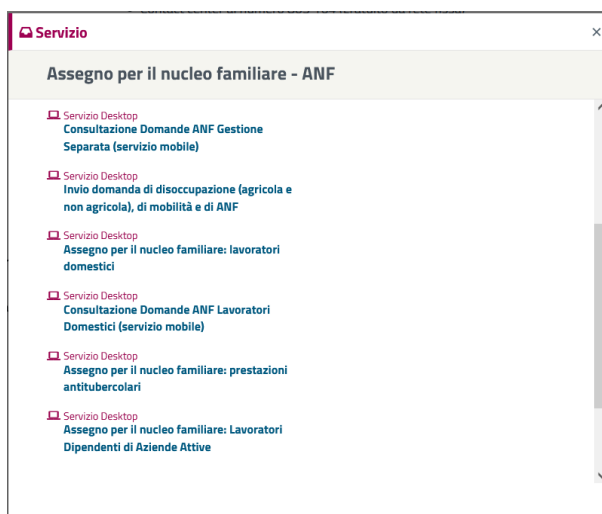 Servizio
×
Assegno per il nucleo familiare - ANF
Servizio Desktop
Consultazione Domande ANF Gestione
Separata (servizio mobile)
Servizio Desktop
Invio domanda di disoccupazione (agricola e
non agricola), di mobilità e di ANF
Servizio Desktop
Assegno per il nucleo familiare: lavoratori
domestici
Servizio Desktop
Consultazione Domande ANF Lavoratori
Domestici (servizio mobile)
Servizio Desktop
Assegno per il nucleo familiare: prestazioni
antitubercolari
Servizio Desktop
Assegno per il nucleo familiare: Lavoratori
Dipendenti di Aziende Attive